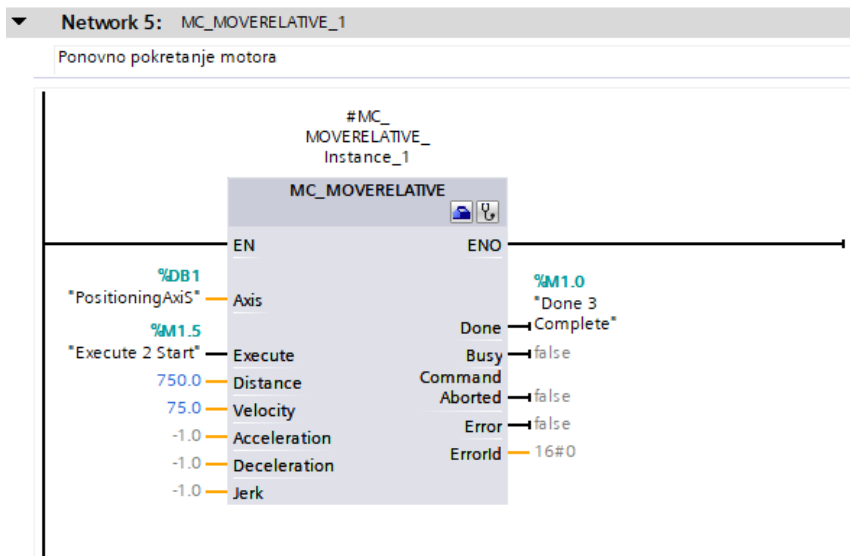 Network 5: MC_MOVERELATIVE_1
Ponovno pokretanje motora
#MC_
MOVERELATIVE_
Instance_1
MC_MOVERELATIVE
EN ENO
%DB1
"PositioningAxiS" Axis
%M1.0
"Done 3
Complete"
Done
%M1.5
"Execute 2 Start" Execute
Busy false
750.0 Distance
Command
Aborted false
75.0 Velocity
Error false
-1.0 Acceleration
ErrorId 16#0
-1.0 Deceleration
-1.0 Jerk